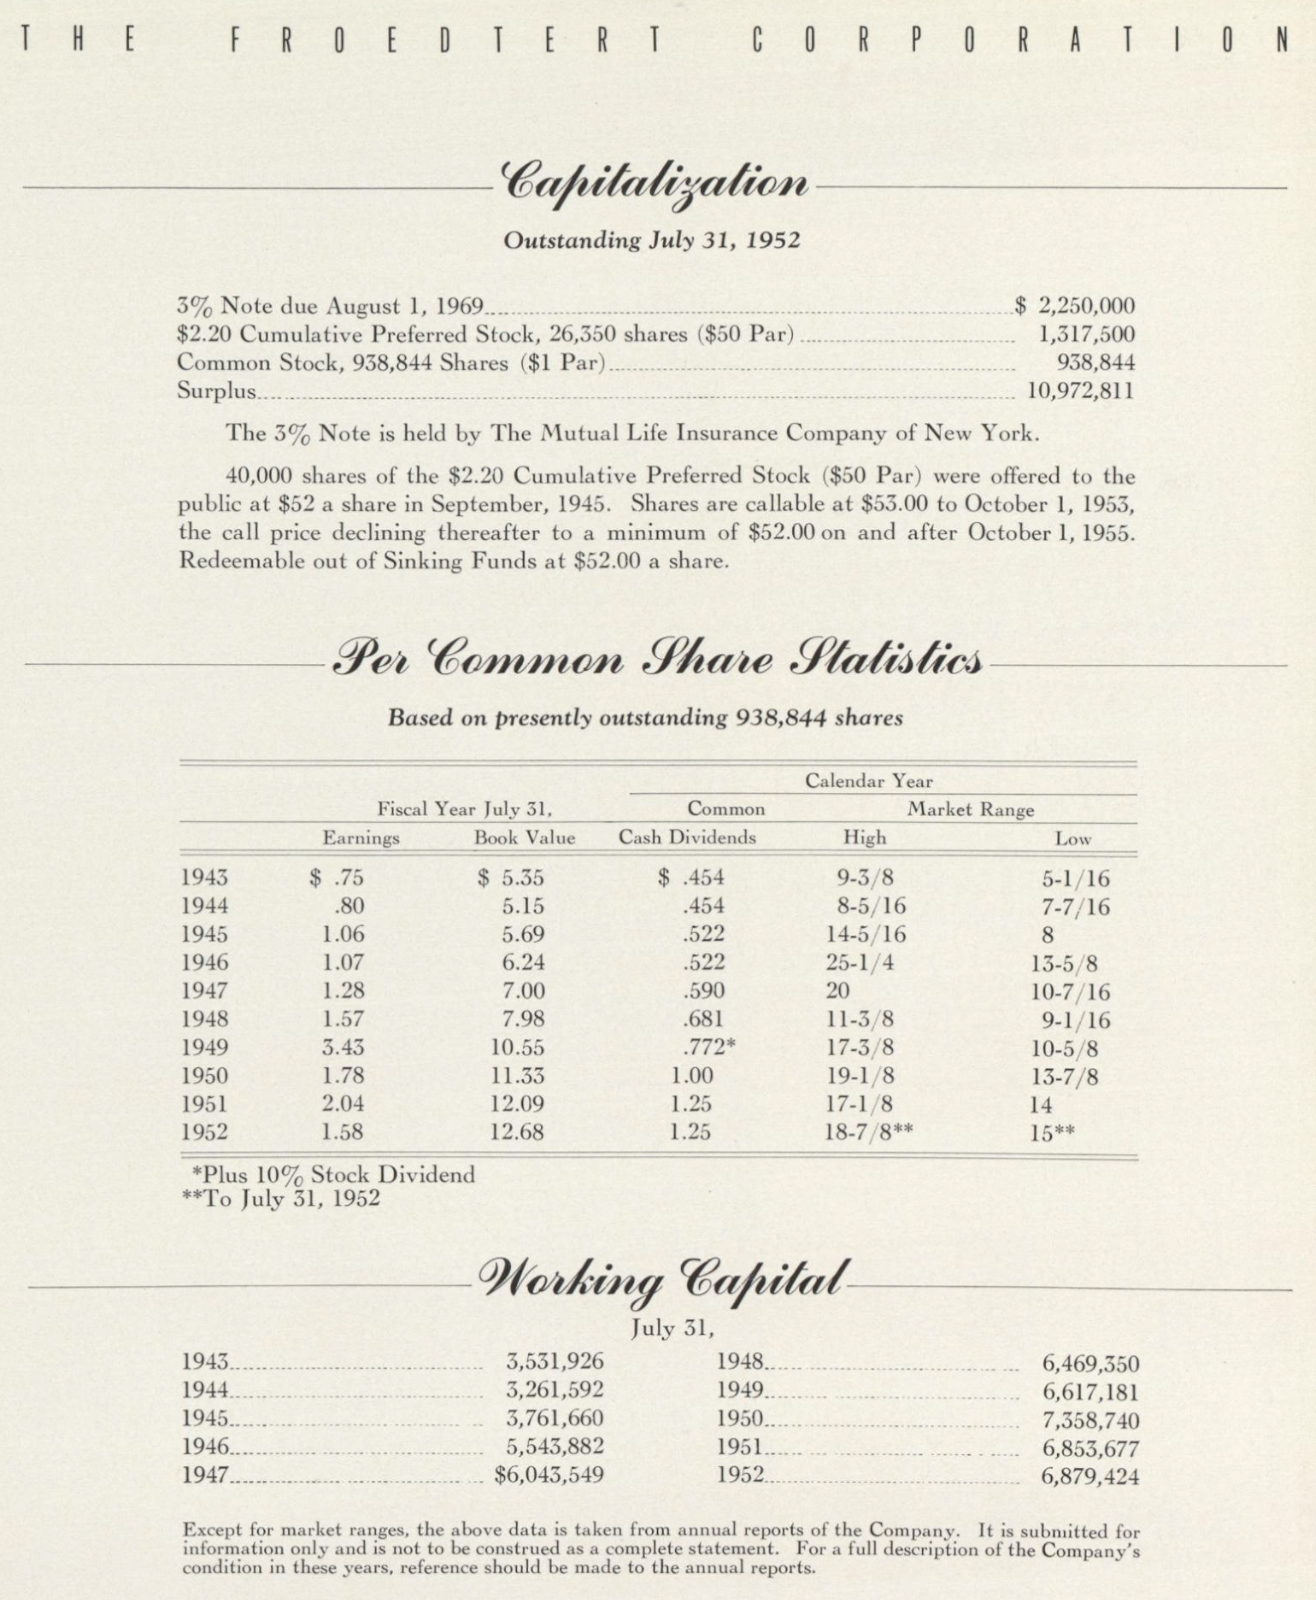 THE FROEDTERT CORPORATION
Capitalization
Outstanding July 31, 1952
3% Note due August 1, 1969 $ 2,250,000
$2.20 Cumulative Preferred Stock, 26,350 shares ($50 Par) 1,317,500
Common Stock, 938,844 Shares ($1 Par) 938,844
Surplus 10,972,811
The 3% Note is held by The Mutual Life Insurance Company of New York.
40,000 shares of the $2.20 Cumulative Preferred Stock ($50 Par) were offered to the
public at $52 a share in September, 1945. Shares are callable at $53.00 to October 1, 1953,
the call price declining thereafter to a minimum of $52.00 on and after October 1, 1955.
Redeemable out of Sinking Funds at $52.00 a share.
Per Common Share Statistics
Based on presently outstanding 938,844 shares
Calendar Year
Fiscal Year July 31, Common Market Range
Earnings Book Value Cash Dividends High Low
1943 $ .75 $ 5.35 $ .454 9-3/8 5-1/16
1944 .80 5.15 .454 8-5/16 7-7/16
1945 1.06 5.69 .522 14-5/16 8
1946 1.07 6.24 .522 25-1/4 13-5/8
1947 1.28 7.00 .590 20 10-7/16
1948 1.57 7.98 .681 11-3/8 9-1/16
1949 3.43 10.55 .772* 17-3/8 10-5/8
1950 1.78 11.33 1.00 19-1/8 13-7/8
1951 2.04 12.09 1.25 17-1/8 14
1952 1.58 12.68 1.25 18-7/8** 15**
*Plus 10% Stock Dividend
**To July 31, 1952
Working Capital
July 31,
1943 3,531,926 1948 6,469,350
1944 3,261,592 1949 6,617,181
1945 3,761,660 1950 7,358,740
1946 5,543,882 1951 6,853,677
1947 $6,043,549 1952 6,879,424
Except for market ranges, the above data is taken from annual reports of the Company. It is submitted for
information only and is not to be construed as a complete statement. For a full description of the Company's
condition in these years, reference should be made to the annual reports.